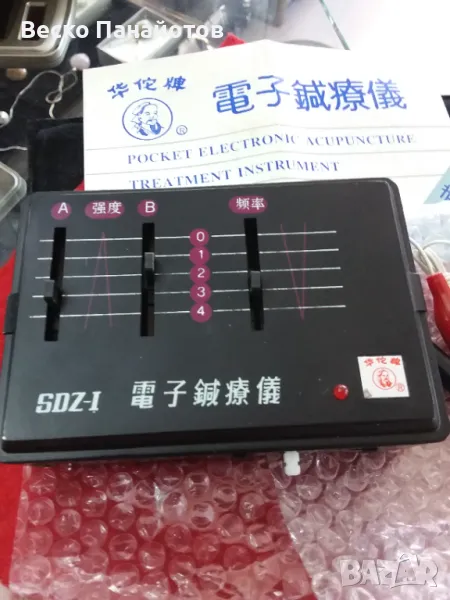 Веско Панайотов
华佗牌
電子鍼療儀
®
POCKET ELECTRONIC ACUPUNCTURE
TREATMENT INSTRUMENT
A 强度 B 频率
0
1
2
3
4
华佗牌
®
SDZ-I 電子鍼療儀
BAZAR